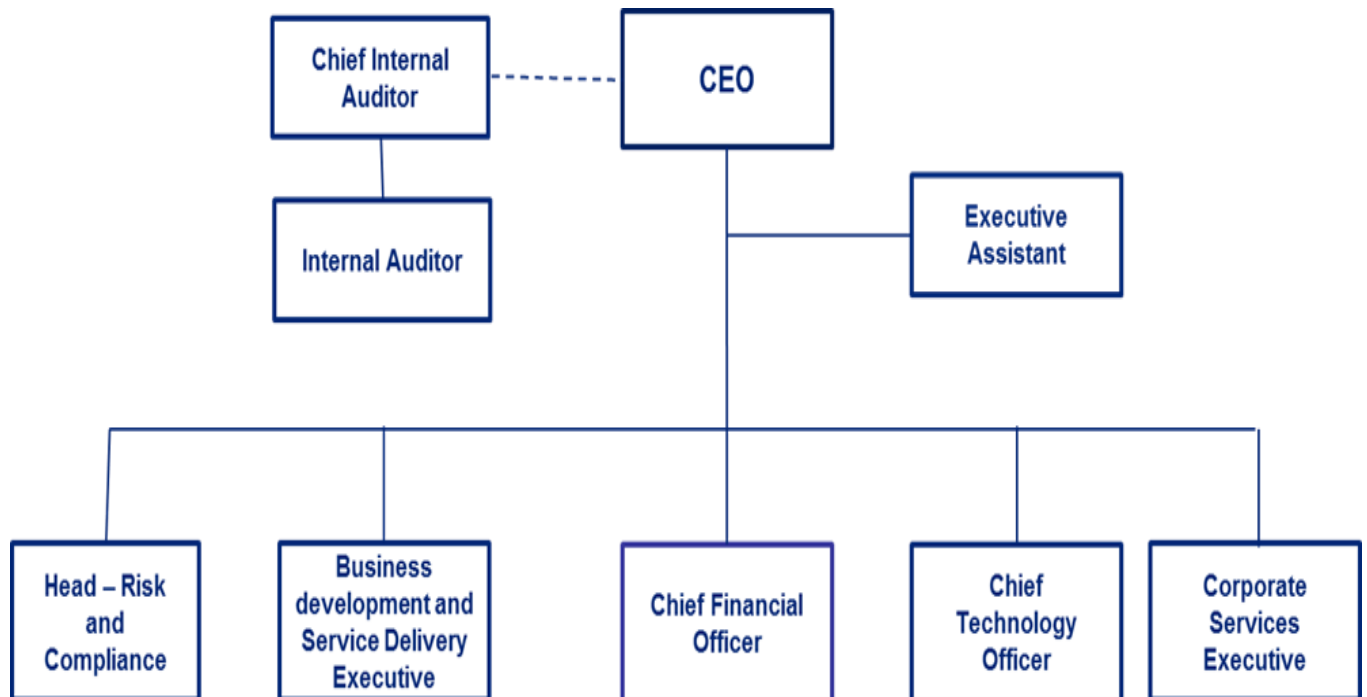 Chief Internal
Auditor
CEO
Executive
Assistant
Internal Auditor
Head – Risk
and
Compliance
Business
development and
Service Delivery
Executive
Chief Financial
Officer
Chief
Technology
Officer
Corporate
Services
Executive